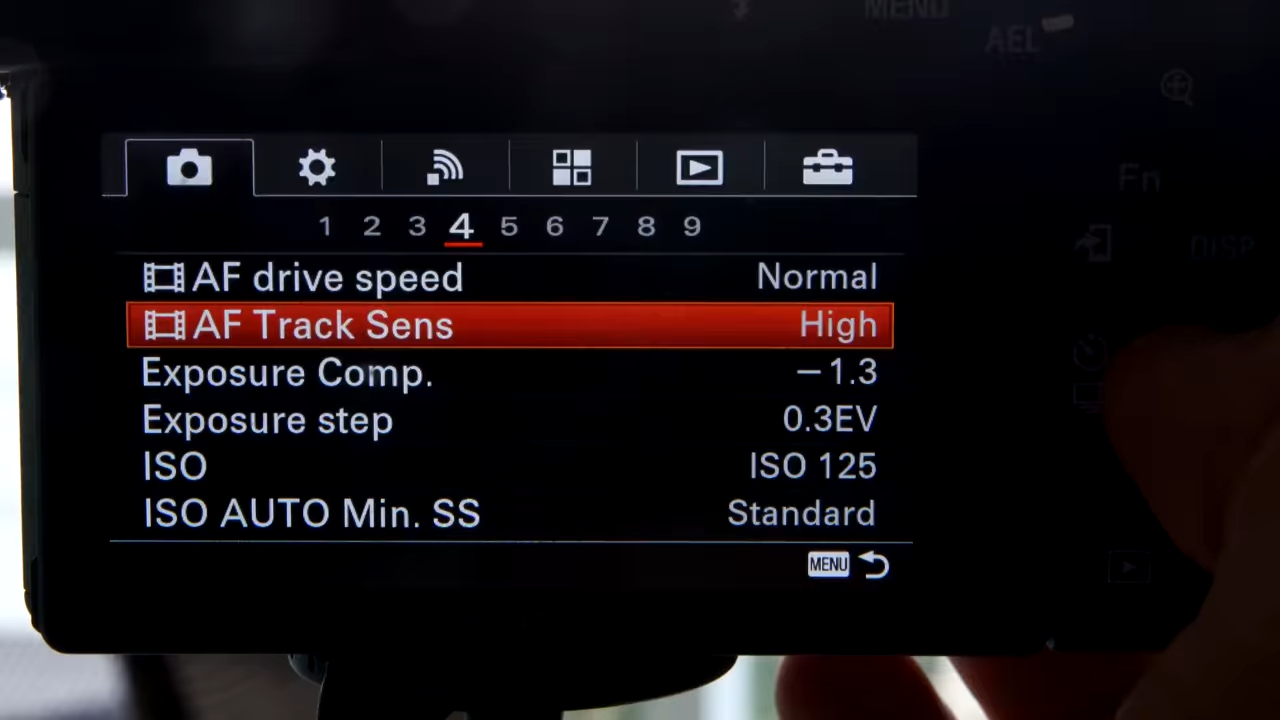 MENU
AEL
Fn
DISP
1 2 3 4 5 6 7 8 9
AF drive speed Normal
AF Track Sens High
Exposure Comp. －1.3
Exposure step 0.3EV
ISO ISO 125
ISO AUTO Min. SS Standard
MENU